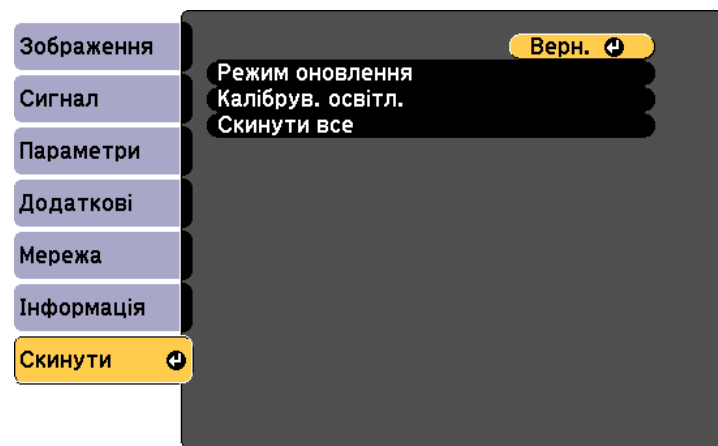 Зображення
Сигнал
Параметри
Додаткові
Мережа
Інформація
Скинути
Верн.
Режим оновлення
Калібрув. освітл.
Скинути все